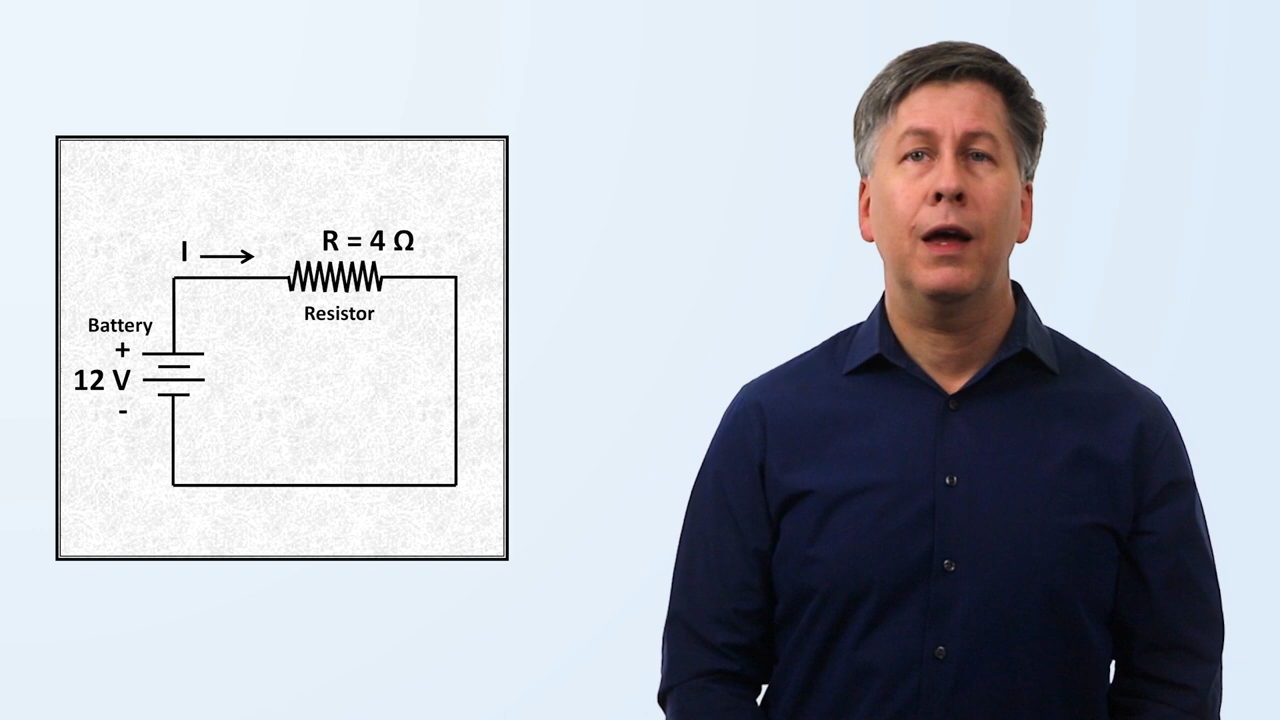 I
R = 4 Ω
Resistor
Battery
+
12 V
-